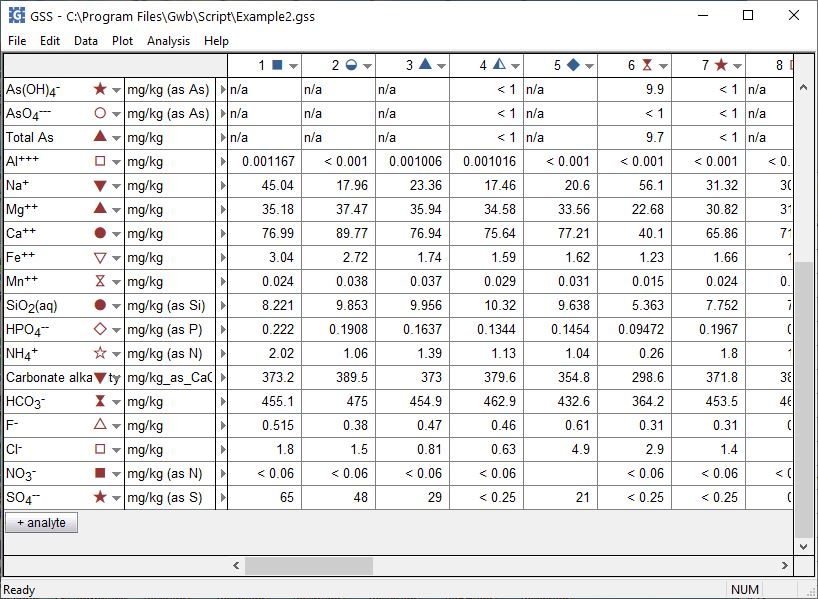 GSS - C:\Program Files\Gwb\Script\Example2.gss
File Edit Data Plot Analysis Help
1 2 3 4 5 6 7 8
As(OH)4- mg/kg (as As) n/a n/a n/a < 1 n/a 9.9 < 1 n/a
AsO4--- mg/kg (as As) n/a n/a n/a < 1 n/a < 1 < 1 n/a
Total As mg/kg n/a n/a n/a < 1 n/a 9.7 < 1 n/a
Al+++ mg/kg 0.001167 < 0.001 0.001006 0.001016 < 0.001 < 0.001 < 0.001 < 0.
Na+ mg/kg 45.04 17.96 23.36 17.46 20.6 56.1 31.32 30
Mg++ mg/kg 35.18 37.47 35.94 34.58 33.56 22.68 30.82 31
Ca++ mg/kg 76.99 89.77 76.94 75.64 77.21 40.1 65.86 71
Fe++ mg/kg 3.04 2.72 1.74 1.59 1.62 1.23 1.66 1
Mn++ mg/kg 0.024 0.038 0.037 0.029 0.031 0.015 0.024 0.
SiO2(aq) mg/kg (as Si) 8.221 9.853 9.956 10.32 9.638 5.363 7.752 7
HPO4-- mg/kg (as P) 0.222 0.1908 0.1637 0.1344 0.1454 0.09472 0.1967 0
NH4+ mg/kg (as N) 2.02 1.06 1.39 1.13 1.04 0.26 1.8 1
Carbonate alka ty mg/kg_as_CaC 373.2 389.5 373 379.6 354.8 298.6 371.8 38
HCO3- mg/kg 455.1 475 454.9 462.9 432.6 364.2 453.5 46
F- mg/kg 0.515 0.38 0.47 0.46 0.61 0.31 0.31 0
Cl- mg/kg 1.8 1.5 0.81 0.63 4.9 2.9 1.4
NO3- mg/kg (as N) < 0.06 < 0.06 < 0.06 < 0.06 < 0.06 < 0.06 < 0
SO4-- mg/kg (as S) 65 48 29 < 0.25 21 < 0.25 < 0.25 0
+ analyte
Ready NUM